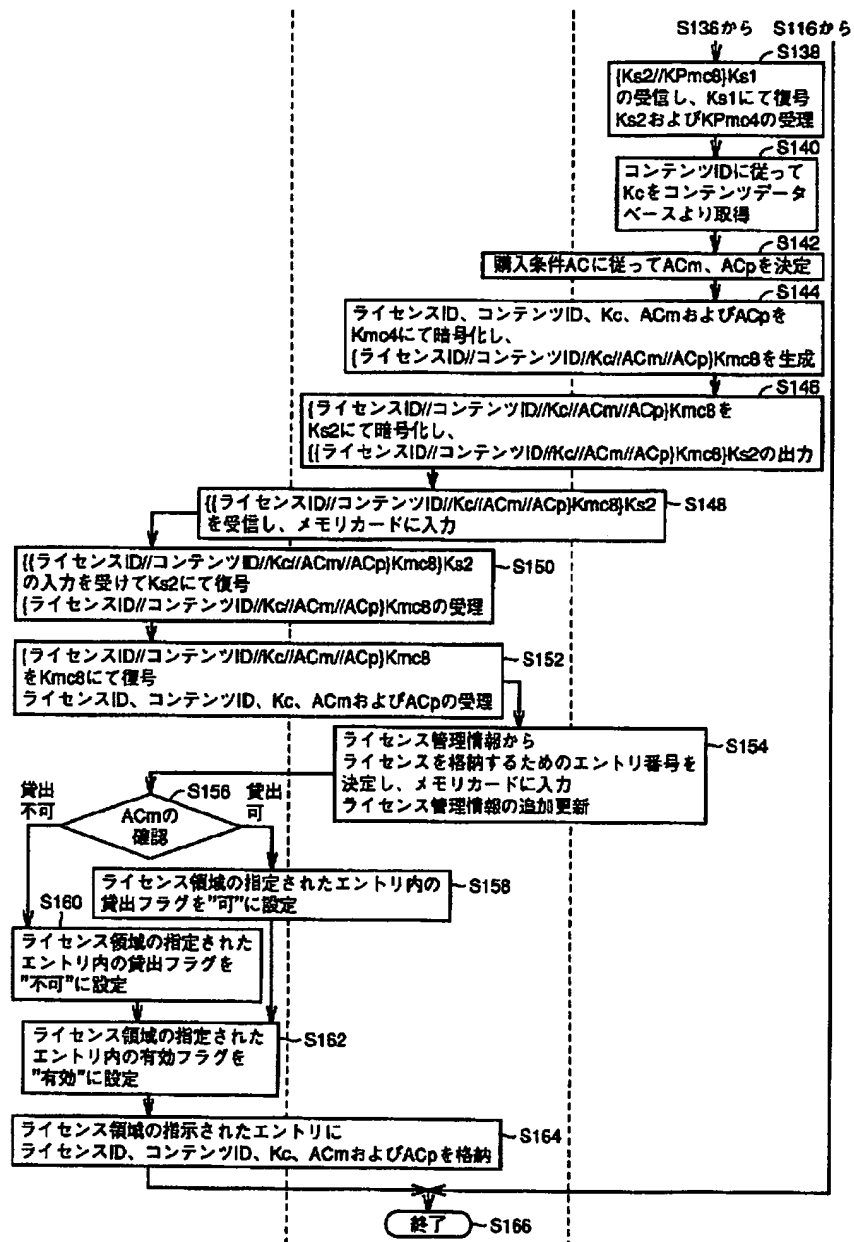 S136から S116から
S138
{Ks2//KPmc8}Ks1
の受信し、Ks1にて復号
Ks2およびKPmc4の受理
S140
コンテンツIDに従って
Kcをコンテンツデータ
ベースより取得
S142
購入条件ACに従ってACm、ACpを決定
S144
ライセンスID、コンテンツID、Kc、ACmおよびACpを
Kmc4にて暗号化し、
{ライセンスID//コンテンツID//Kc//ACm//ACp}Kmc8を生成
S146
{ライセンスID//コンテンツID//Kc//ACm//ACp}Kmc8を
Ks2にて暗号化し、
{{ライセンスID//コンテンツID//Kc//ACm//ACp}Kmc8}Ks2の出力
{{ライセンスID//コンテンツID//Kc//ACm//ACp}Kmc8}Ks2
を受信し、メモリカードに入力
S148
{{ライセンスID//コンテンツID//Kc//ACm//ACp}Kmc8}Ks2
の入力を受けてKs2にて復号
{ライセンスID//コンテンツID//Kc//ACm//ACp}Kmc8の受理
S150
{ライセンスID//コンテンツID//Kc//ACm//ACp}Kmc8
をKmc8にて復号
ライセンスID、コンテンツID、Kc、ACmおよびACpの受理
S152
ライセンス管理情報から
ライセンスを格納するためのエントリ番号を
決定し、メモリカードに入力
ライセンス管理情報の追加更新
S154
貸出
不可
S156
貸出
可
ACmの
確認
ライセンス領域の指定されたエントリ内の
貸出フラグを"可"に設定
S158
S160
ライセンス領域の指定された
エントリ内の貸出フラグを
"不可"に設定
ライセンス領域の指定された
エントリ内の有効フラグを
"有効"に設定
S162
ライセンス領域の指示されたエントリに
ライセンスID、コンテンツID、Kc、ACmおよびACpを格納
S164
終了
S166